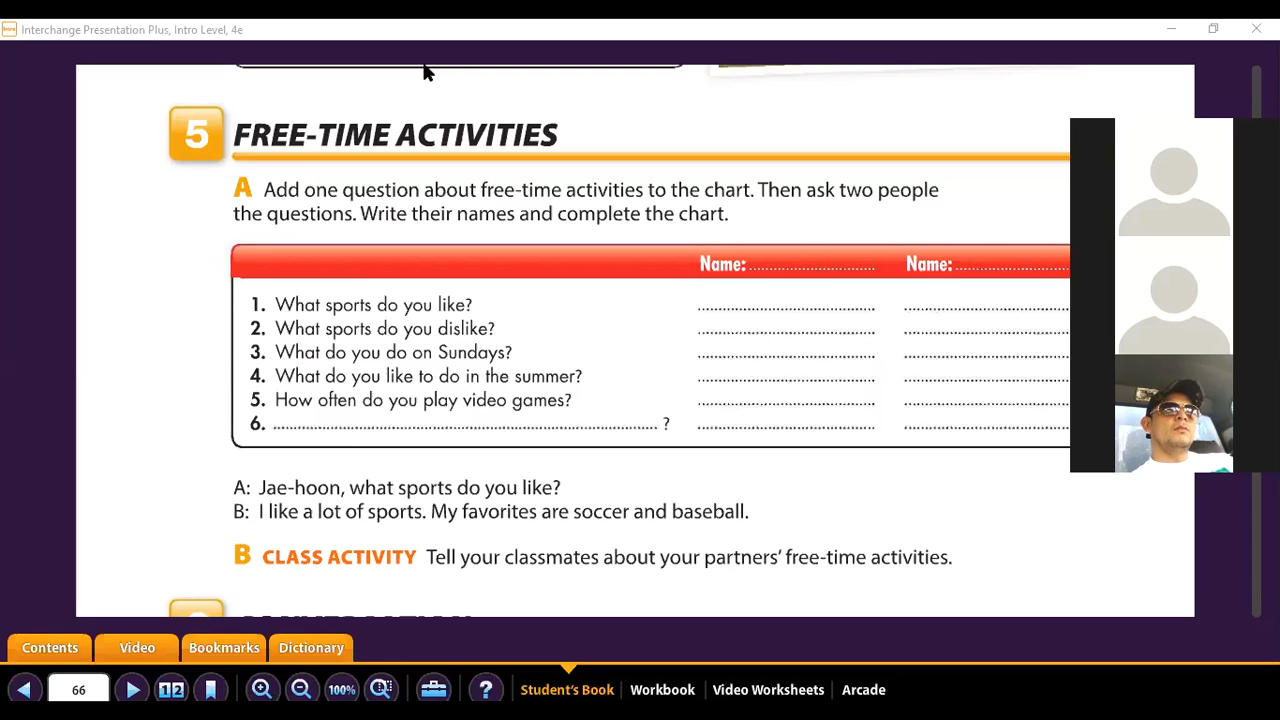 Interchange Presentation Plus, Intro Level, 4e
5 FREE-TIME ACTIVITIES
A Add one question about free-time activities to the chart. Then ask two people
the questions. Write their names and complete the chart.
Name: Name:
1. What sports do you like?
2. What sports do you dislike?
3. What do you do on Sundays?
4. What do you like to do in the summer?
5. How often do you play video games?
6. ?
A: Jae-hoon, what sports do you like?
B: I like a lot of sports. My favorites are soccer and baseball.
B CLASS ACTIVITY Tell your classmates about your partners' free-time activities.
Contents Video Bookmarks Dictionary
66 12 100% ? Student's Book Workbook Video Worksheets Arcade